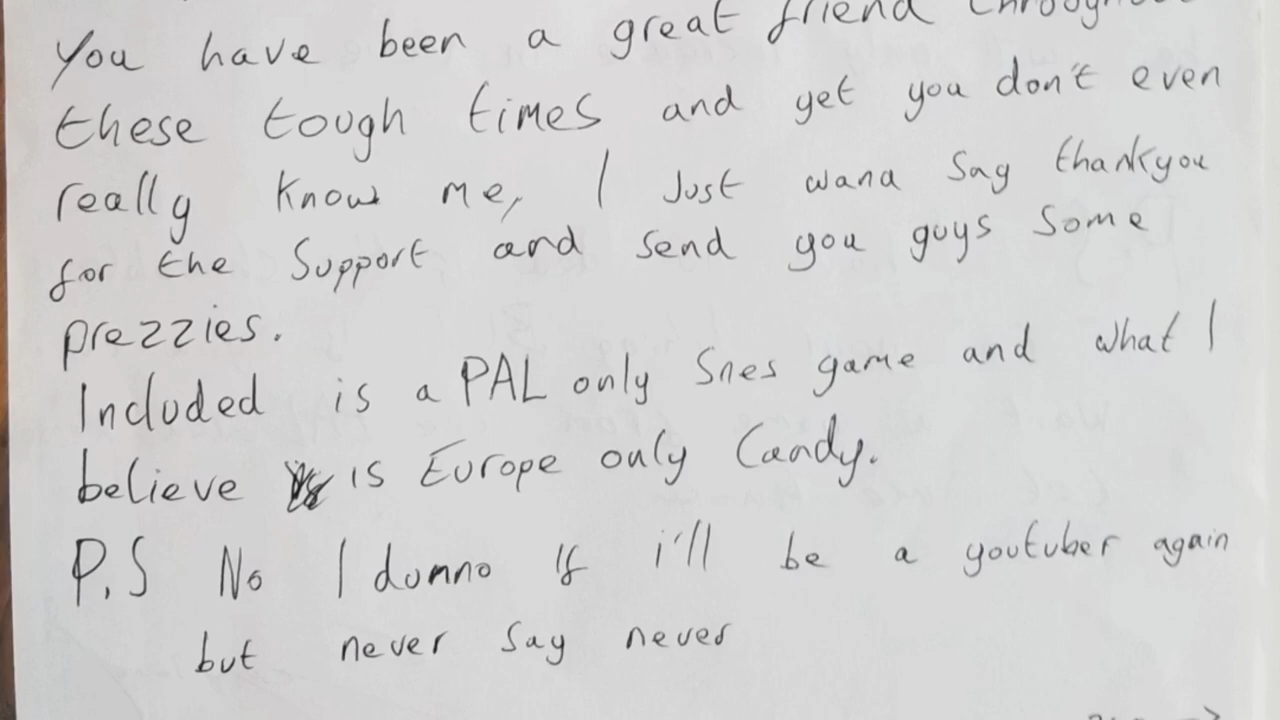 You have been a great friend
these tough times and yet you don't even
really know me, I Just wana Say thankyou
for the Support and send you guys Some
prezzies.
Included is a PAL only Snes game and what I
believe is Europe only Candy.
P.S No I dunno If i'll be a youtuber again
but never say never